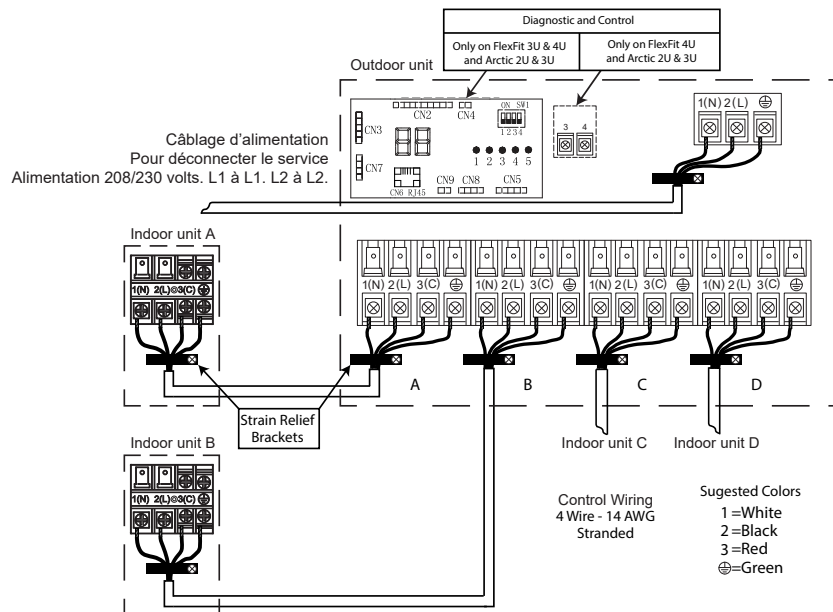 Diagnostic and Control
Only on FlexFit 3U & 4U
and Arctic 2U & 3U
Only on FlexFit 4U
and Arctic 2U & 3U
Outdoor unit
CN2
CN4
ON SW1
1234
CN3
CN7
1 2 3 4 5
CN6 RJ45
CN9
CN8
CN5
3 4
1(N) 2(L)
Câblage d'alimentation
Pour déconnecter le service
Alimentation 208/230 volts. L1 à L1. L2 à L2.
Indoor unit A
1(N) 2(L) 3(C)
1(N) 2(L) 3(C)
1(N) 2(L) 3(C)
1(N) 2(L) 3(C)
1(N) 2(L) 3(C)
A
B
C
D
Strain Relief
Brackets
Indoor unit C
Indoor unit D
Indoor unit B
1(N) 2(L) 3(C)
Control Wiring
4 Wire - 14 AWG
Stranded
Sugested Colors
1=White
2=Black
3=Red
⏚=Green